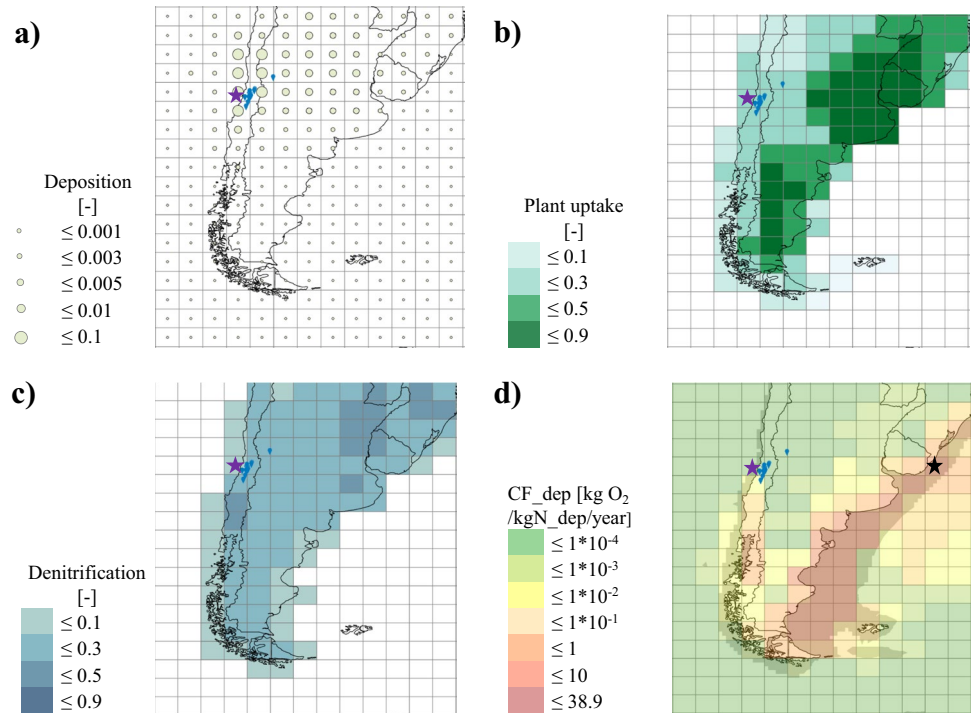 a)
Deposition
[-]
≤ 0.001
≤ 0.003
≤ 0.005
≤ 0.01
≤ 0.1
b)
Plant uptake
[-]
≤ 0.1
≤ 0.3
≤ 0.5
≤ 0.9
c)
Denitrification
[-]
≤ 0.1
≤ 0.3
≤ 0.5
≤ 0.9
d)
CF_dep [kg O₂
/kgN_dep/year]
≤ 1*10⁻⁴
≤ 1*10⁻³
≤ 1*10⁻²
≤ 1*10⁻¹
≤ 1
≤ 10
≤ 38.9